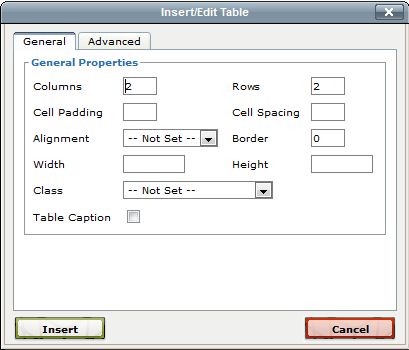 Insert/Edit Table
General Advanced
General Properties
Columns 2 Rows 2
Cell Padding Cell Spacing
Alignment -- Not Set -- Border 0
Width Height
Class -- Not Set --
Table Caption
Insert Cancel